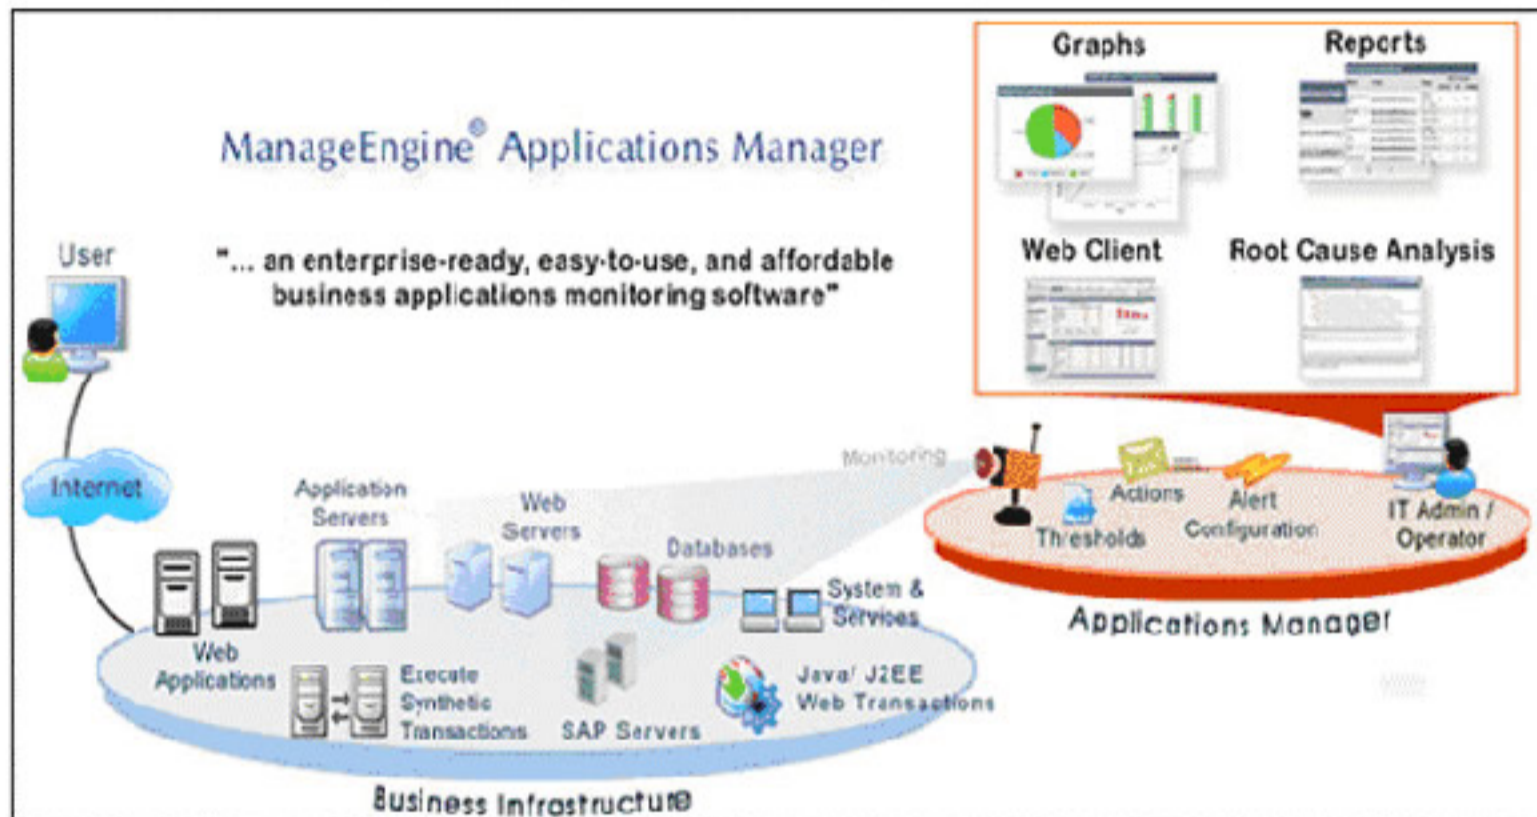 ManageEngine® Applications Manager
"... an enterprise-ready, easy-to-use, and affordable
business applications monitoring software"
Graphs
Reports
Web Client
Root Cause Analysis
User
Internet
Monitoring
Application
Servers
Web
Servers
Databases
System &
Services
Web
Applications
Execute
Synthetic
Transactions
SAP Servers
Java/ J2EE
Web Transactions
Business Infrastructure
Thresholds
Actions
Alert
Configuration
IT Admin /
Operator
Applications Manager